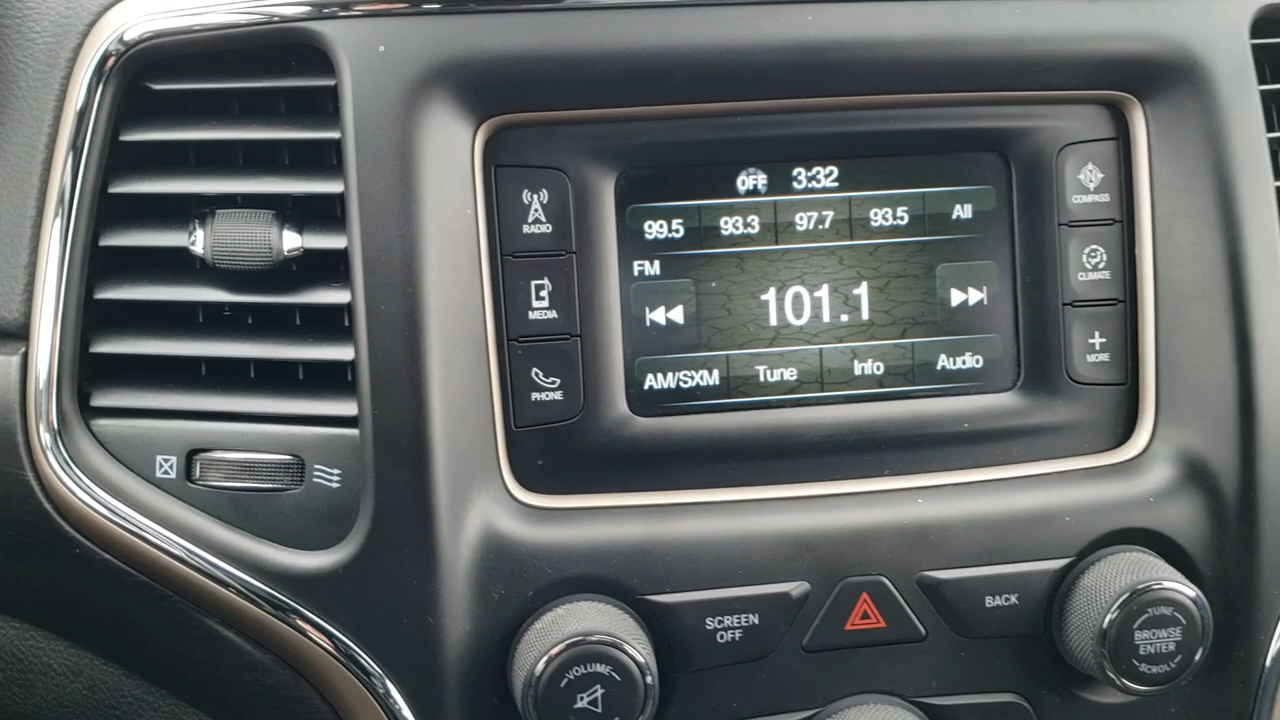 OFF 3:32
99.5 93.3 97.7 93.5 All
FM
101.1
AM/SXM Tune Info Audio
RADIO
MEDIA
PHONE
N
COMPASS
CLIMATE
+
MORE
SCREEN
OFF
BACK
VOLUME
TUNE
BROWSE
ENTER
SCROLL